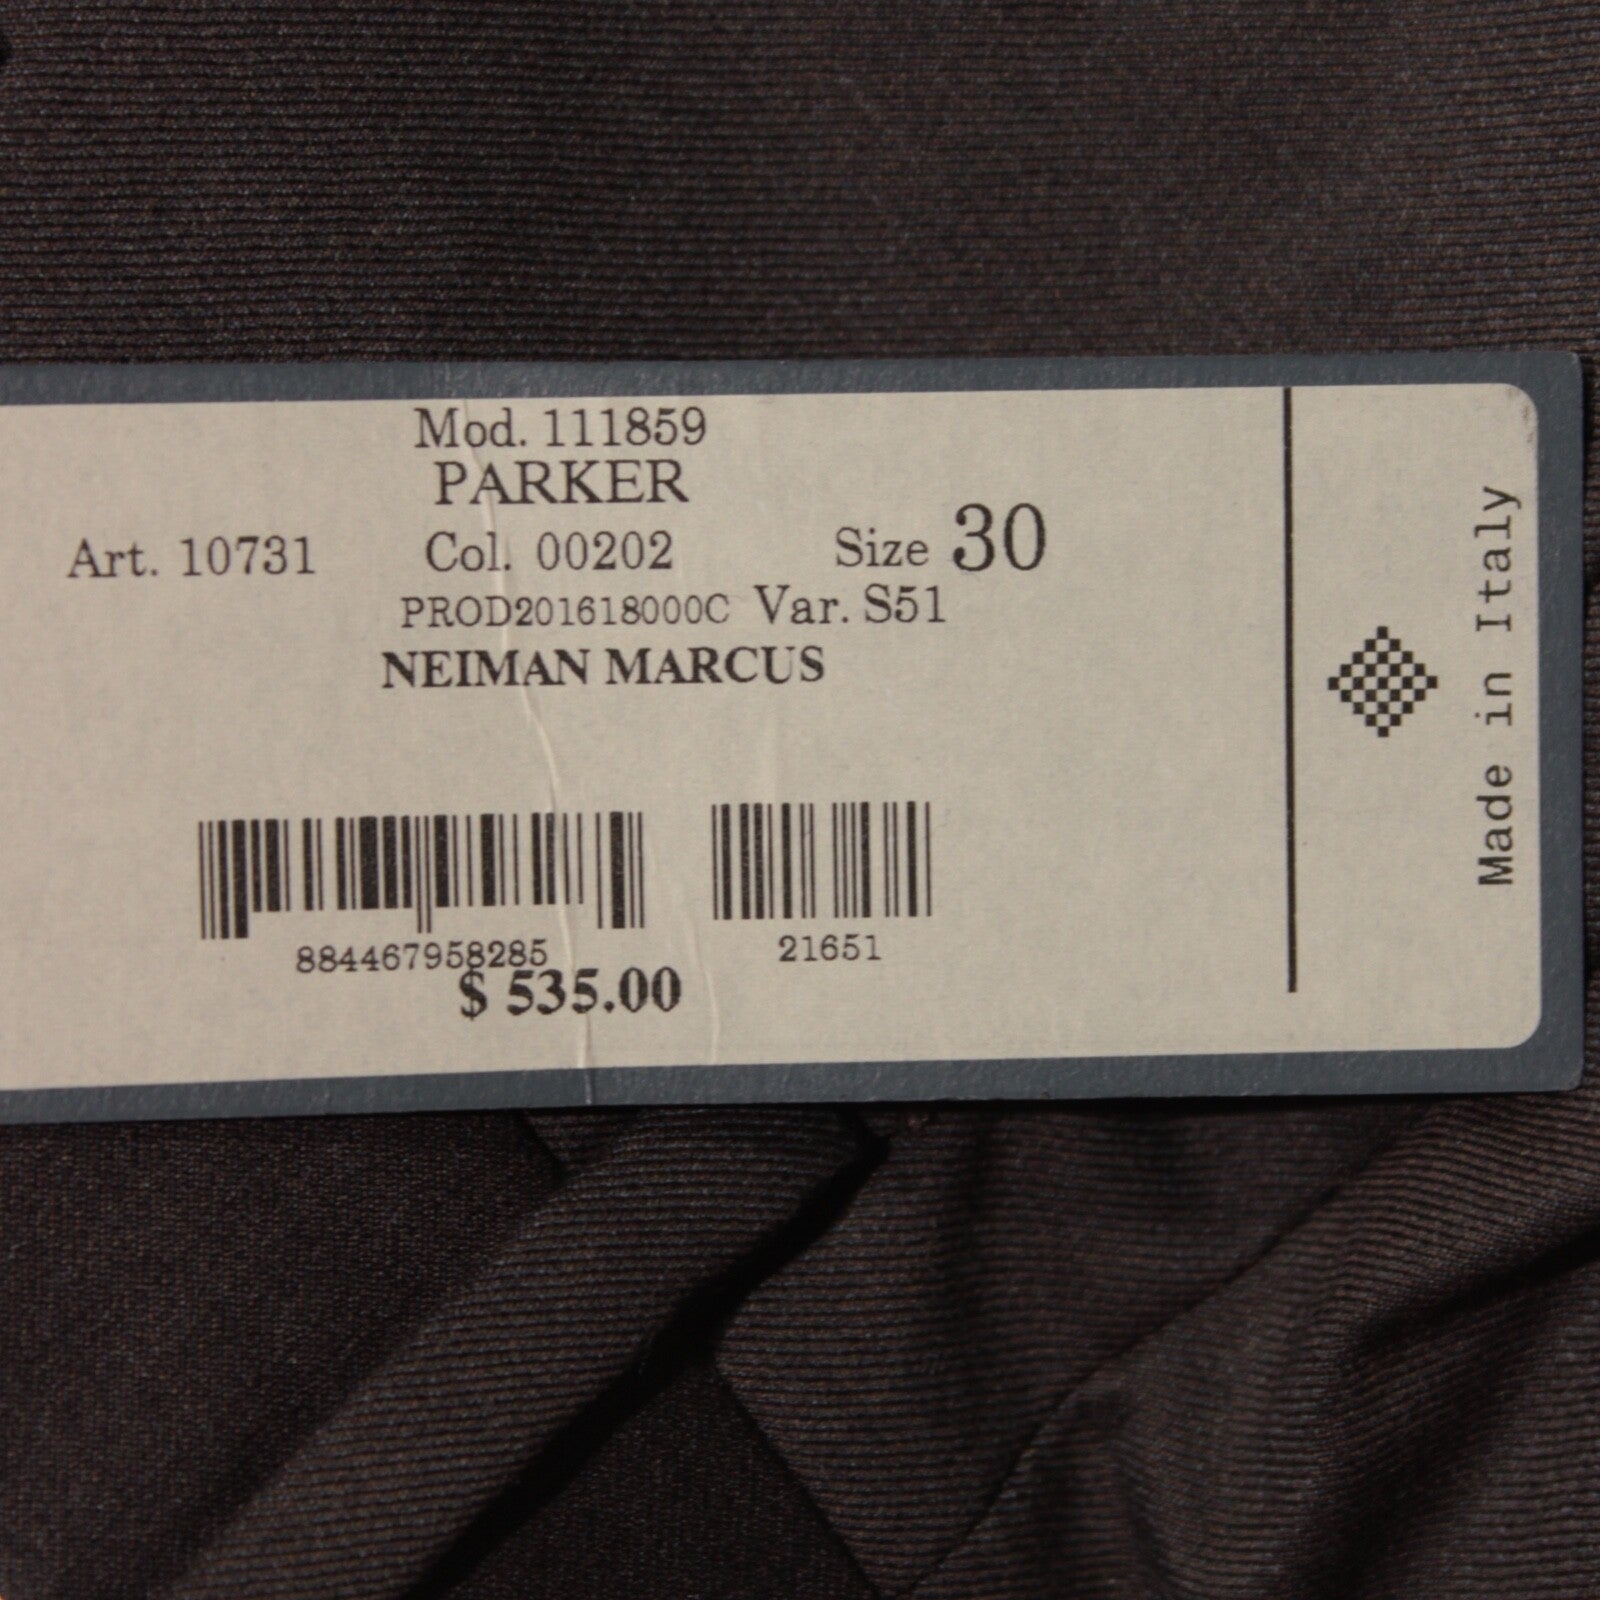 Mod. 111859
PARKER
Art. 10731 Col. 00202 Size 30
PROD201618000C Var. S51
NEIMAN MARCUS
884467958285 21651
$ 535.00
Made in Italy